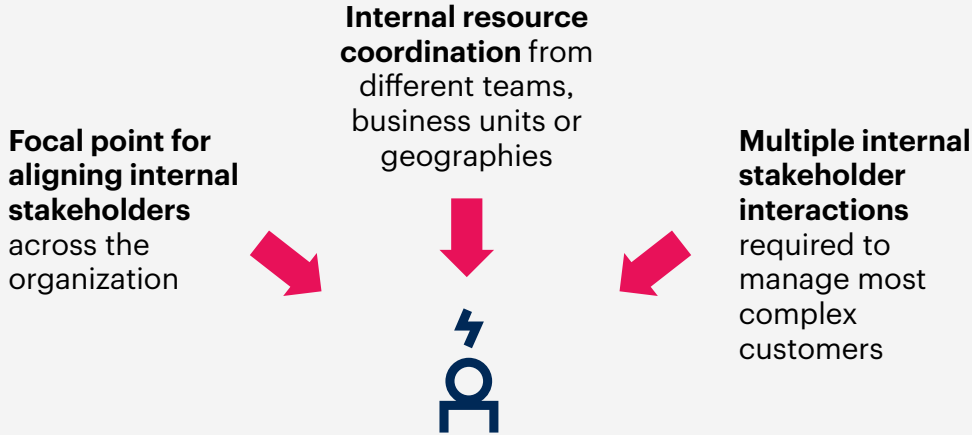 Focal point for
aligning internal
stakeholders
across the
organization
Internal resource
coordination from
different teams,
business units or
geographies
Multiple internal
stakeholder
interactions
required to
manage most
complex
customers